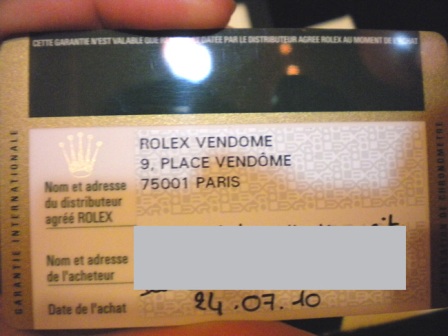 CETTE GARANTIE N'EST VALABLE QUE DATEE PAR LE DISTRIBUTEUR AGREE ROLEX AU MOMENT DE L'ACHAT
ROLEX VENDOME
9, PLACE VENDÔME
75001 PARIS
Nom et adresse
du distributeur
agréé ROLEX
Nom et adresse
de l'acheteur
Date de l'achat
24.07.10
GARANTIE INTERNATIONALE